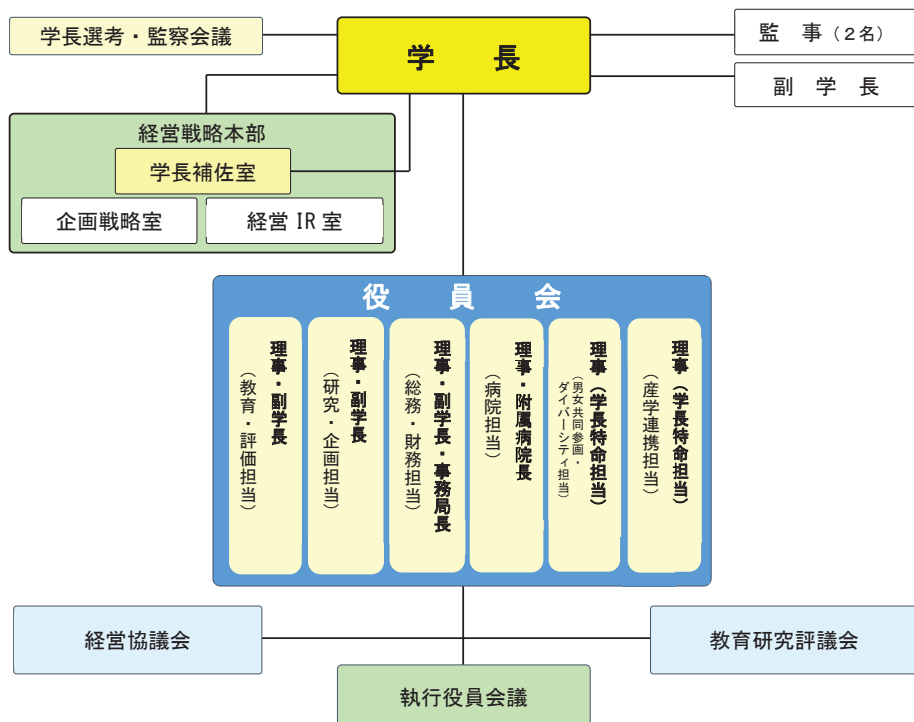 学長選考・監察会議
学　長
監　事（２名）
副　学　長
経営戦略本部
学長補佐室
企画戦略室
経営 IR 室
役　員　会
理事・副学長
（教育・評価担当）
理事・副学長
（研究・企画担当）
理事・副学長・事務局長
（総務・財務担当）
理事・附属病院長
（病院担当）
理事（学長特命担当）
（男女共同参画・
ダイバーシティ担当）
理事（学長特命担当）
（産学連携担当）
経営協議会
教育研究評議会
執行役員会議